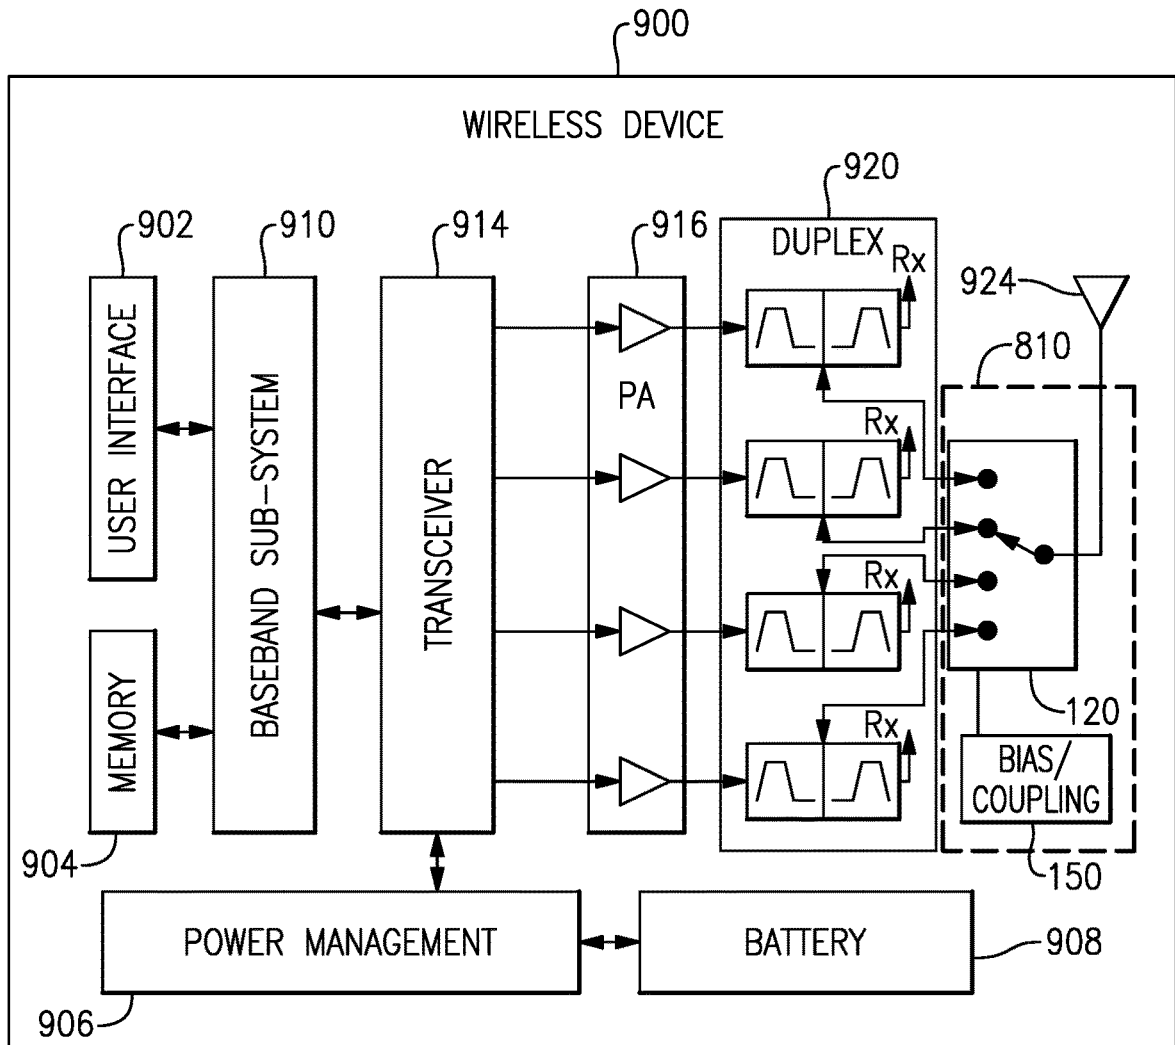 900
WIRELESS DEVICE
920
902
910
914
916
DUPLEX
Rx
924
810
USER INTERFACE
BASEBAND SUB-SYSTEM
TRANSCEIVER
PA
Rx
Rx
MEMORY
Rx
120
BIAS/
COUPLING
904
150
POWER MANAGEMENT
BATTERY
908
906